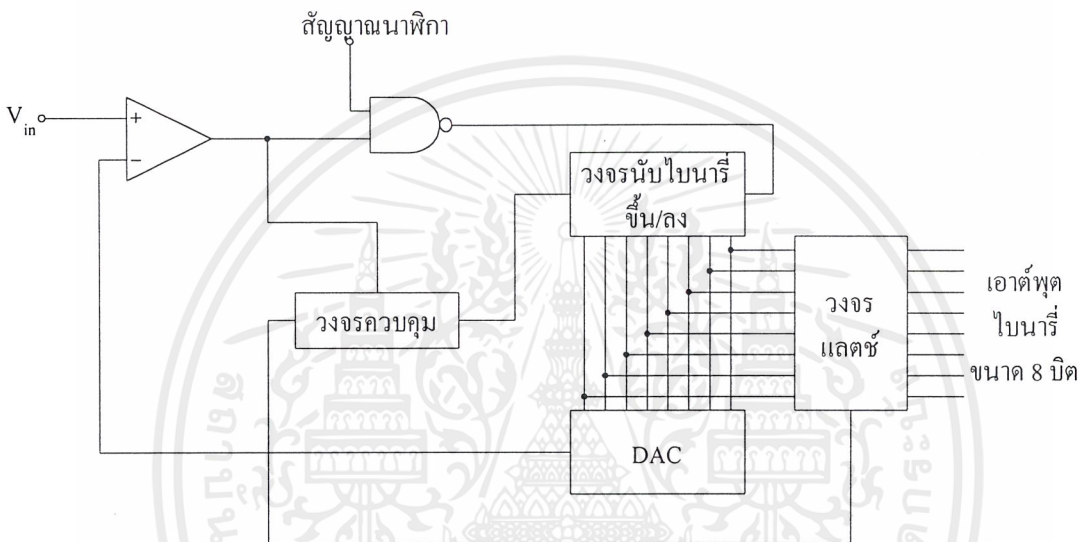 สัญญาณนาฬิกา
V in
+
−
วงจรนับไบนารี่
ขึ้น/ลง
วงจรควบคุม
วงจร
แลตช์
เอาต์พุต
ไบนารี่
ขนาด 8 บิต
DAC